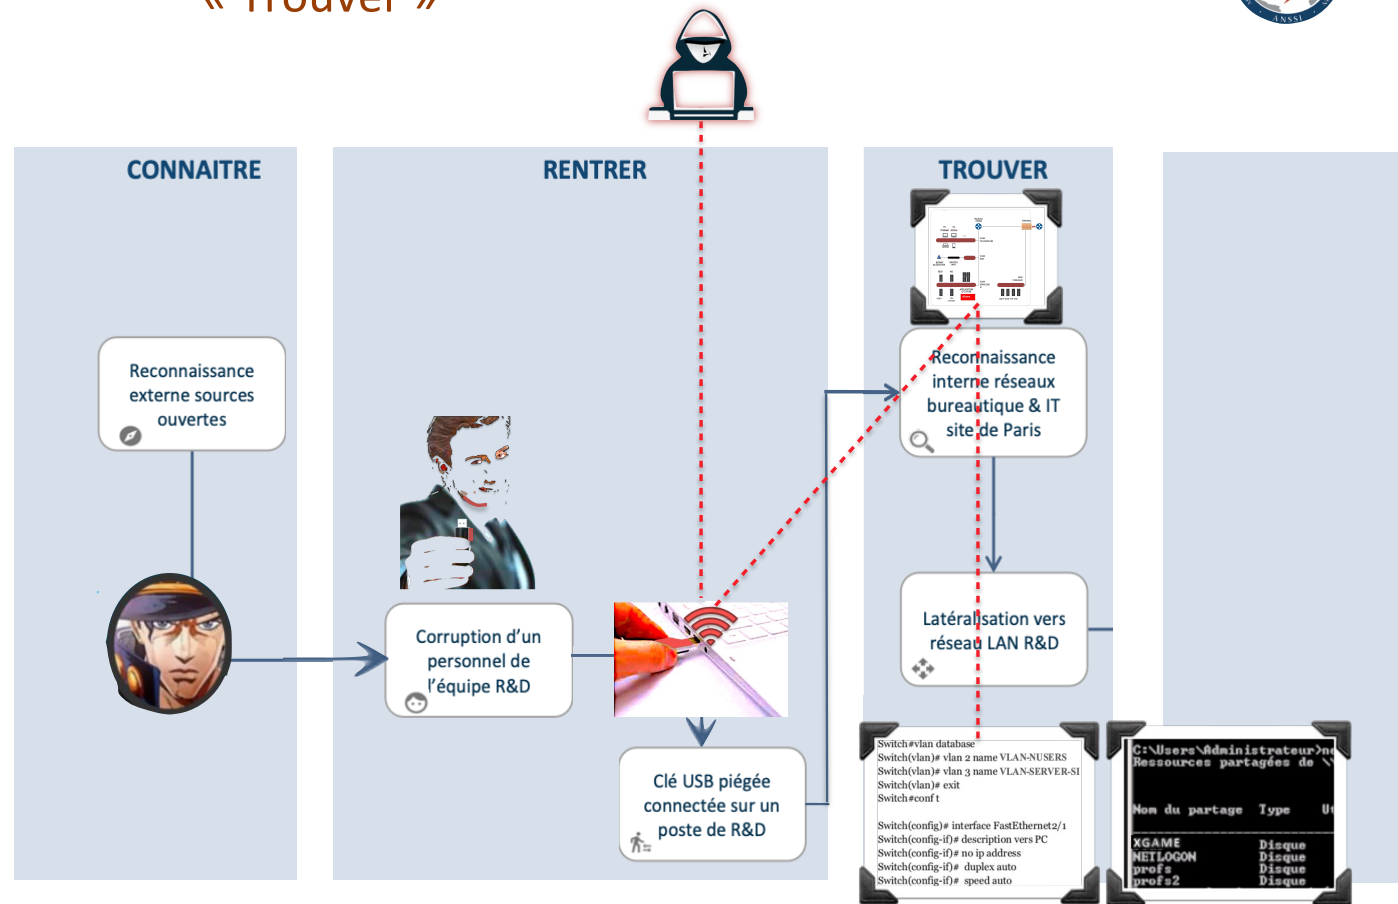 « Trouver »
ANSSI
CONNAITRE
RENTRER
TROUVER
Reconnaissance
externe sources
ouvertes
Corruption d’un
personnel de
l’équipe R&D
Clé USB piégée
connectée sur un
poste de R&D
Reconnaissance
interne réseaux
bureautique & IT
site de Paris
Latéralisation vers
réseau LAN R&D
Switch#vlan database
Switch(vlan)# vlan 2 name VLAN-NUSERS
Switch(vlan)# vlan 3 name VLAN-SERVER-SI
Switch(vlan)# exit
Switch#conf t
Switch(config)# interface FastEthernet2/1
Switch(config-if)# description vers PC
Switch(config-if)# no ip address
Switch(config-if)# duplex auto
Switch(config-if)# speed auto
C:\Users\Administrateur>ne
Ressources partagées de \
Nom du partage Type Ut
XGAME Disque
NETLOGON Disque
profs Disque
profs2 Disque